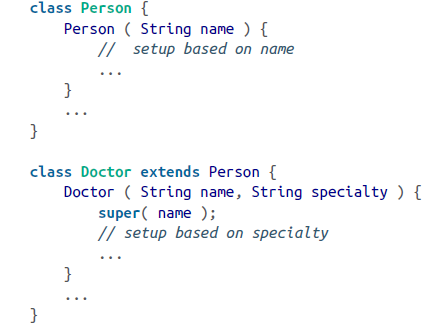 class Person {
    Person ( String name ) {
        //  setup based on name
        ...
    }
    ...
}

class Doctor extends Person {
    Doctor ( String name, String specialty ) {
        super( name );
        // setup based on specialty
        ...
    }
    ...
}